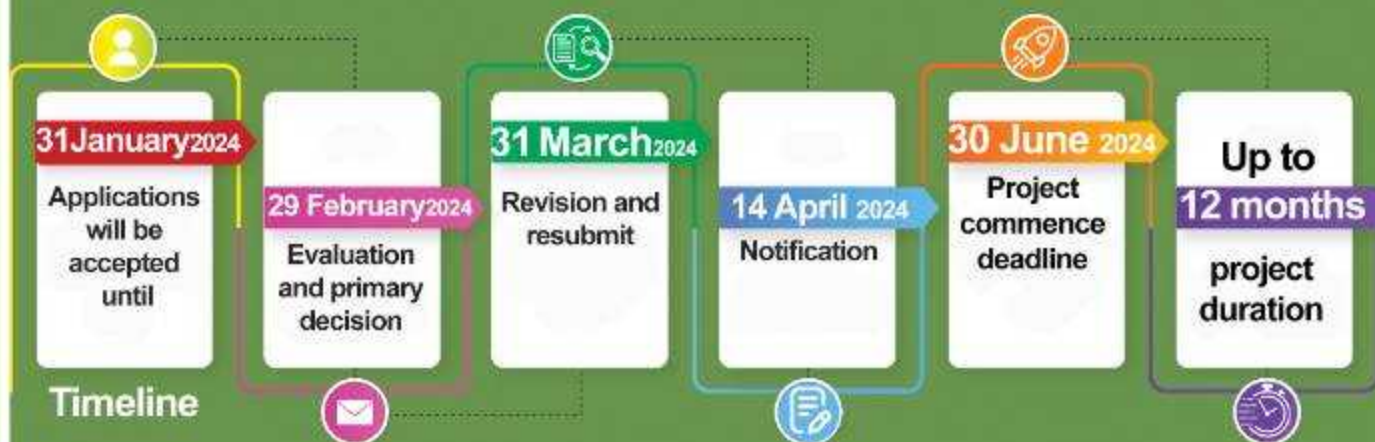 31January2024
Applications
will be
accepted
until
29 February2024
Evaluation
and primary
decision
31 March2024
Revision and
resubmit
14 April 2024
Notification
30 June 2024
Project
commence
deadline
Up to
12 months
project
duration
Timeline